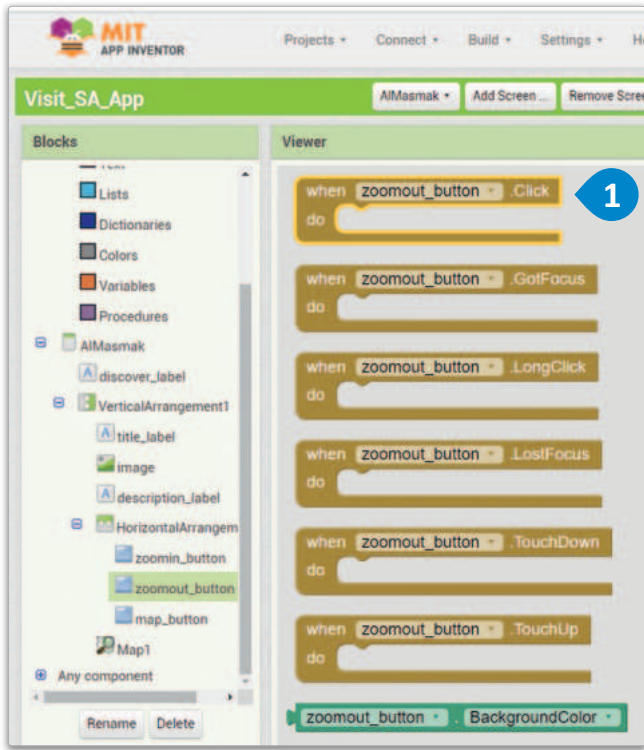 MIT
APP INVENTOR
Projects Connect Build Settings
Visit_SA_App
AlMasmak Add Screen ... Remove Scre
Blocks
Viewer
Lists
Dictionaries
Colors
Variables
Procedures
AlMasmak
discover_label
VerticalArrangement1
title_label
image
description_label
HorizontalArrangem
zoomin_button
zoomout_button
map_button
Map1
Any component
Rename Delete
when zoomout_button .Click
do
1
when zoomout_button .GotFocus
do
when zoomout_button .LongClick
do
when zoomout_button .LostFocus
do
when zoomout_button .TouchDown
do
when zoomout_button .TouchUp
do
zoomout_button . BackgroundColor